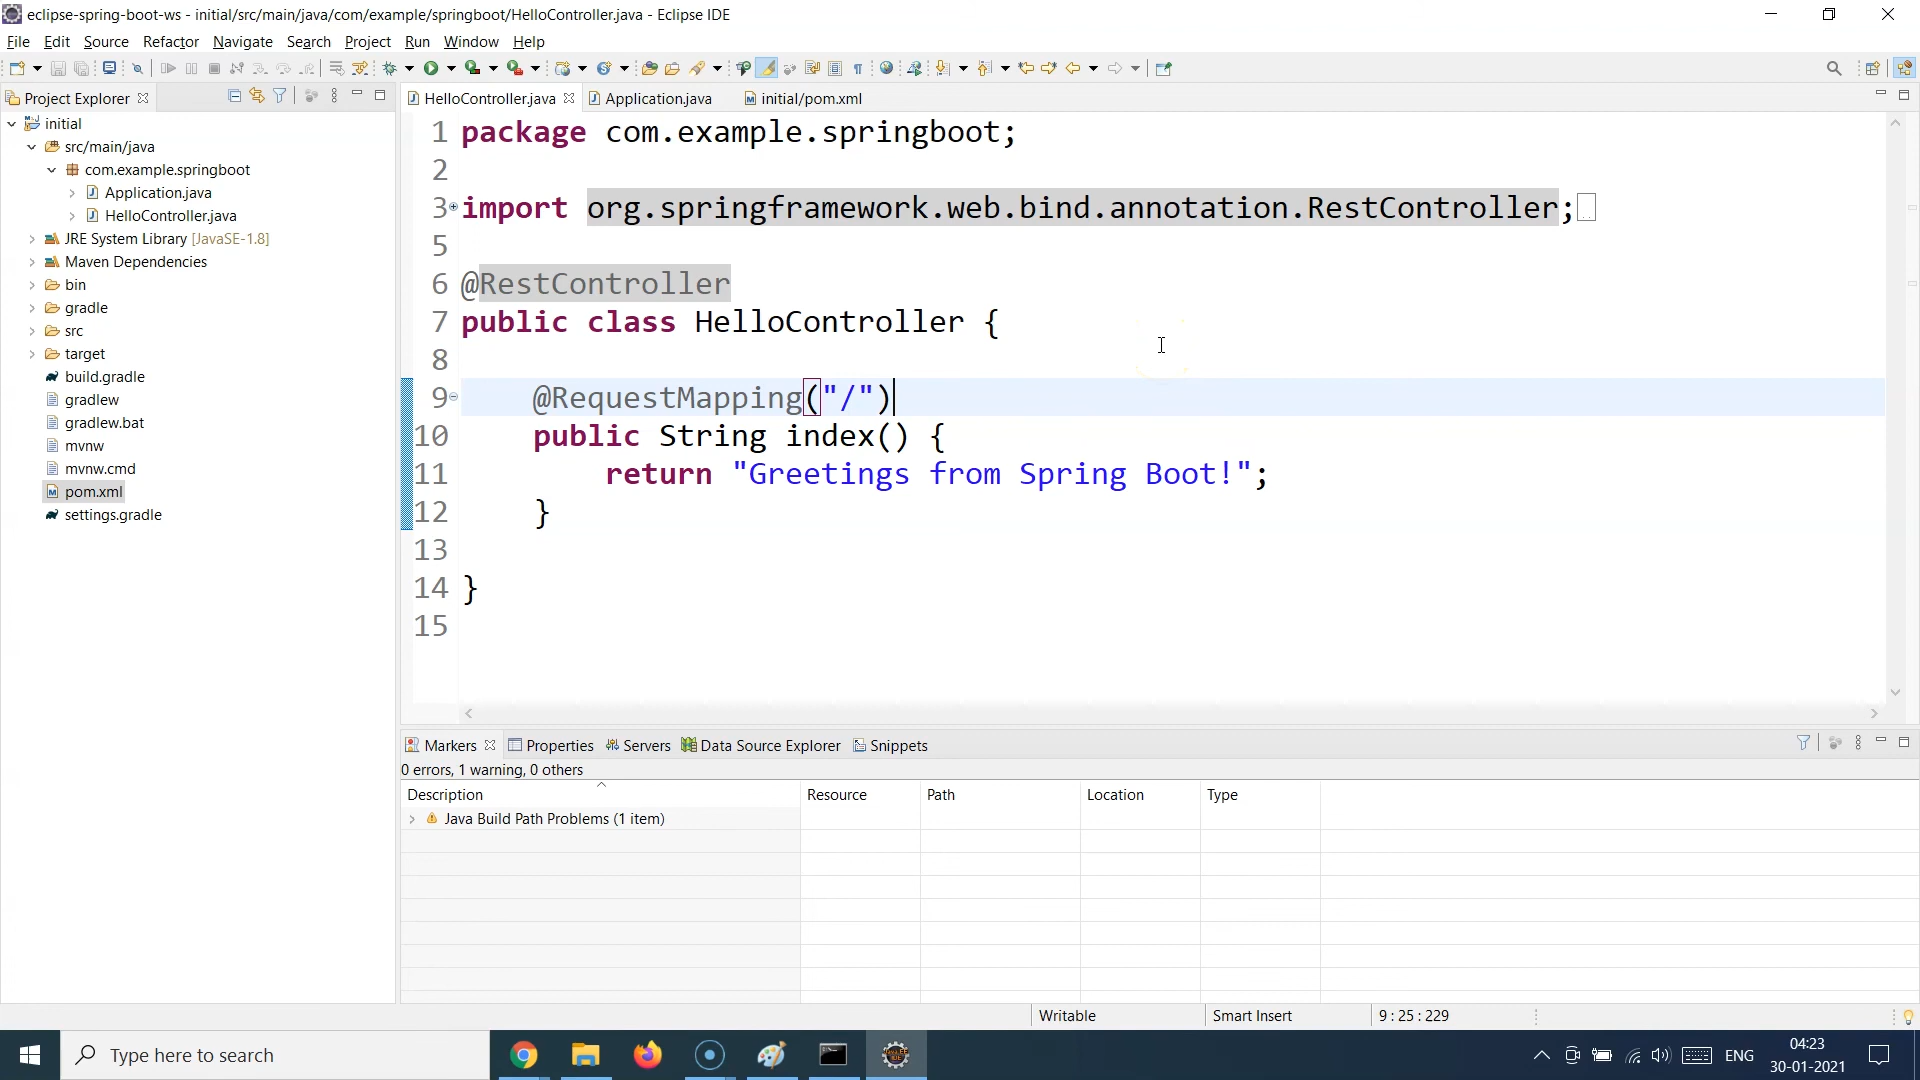 eclipse-spring-boot-ws - initial/src/main/java/com/example/springboot/HelloController.java - Eclipse IDE
File Edit Source Refactor Navigate Search Project Run Window Help
Project Explorer
HelloController.java Application.java initial/pom.xml
initial
src/main/java
com.example.springboot
Application.java
HelloController.java
JRE System Library [JavaSE-1.8]
Maven Dependencies
bin
gradle
src
target
build.gradle
gradlew
gradlew.bat
mvnw
mvnw.cmd
pom.xml
settings.gradle
1 package com.example.springboot;
2
3 import org.springframework.web.bind.annotation.RestController;
5
6 @RestController
7 public class HelloController {
8
9 @RequestMapping("/")
10 public String index() {
11 return "Greetings from Spring Boot!";
12 }
13
14 }
15
Markers Properties Servers Data Source Explorer Snippets
0 errors, 1 warning, 0 others
Description Resource Path Location Type
Java Build Path Problems (1 item)
Writable Smart Insert 9 : 25 : 229
Type here to search
ENG
04:23
30-01-2021